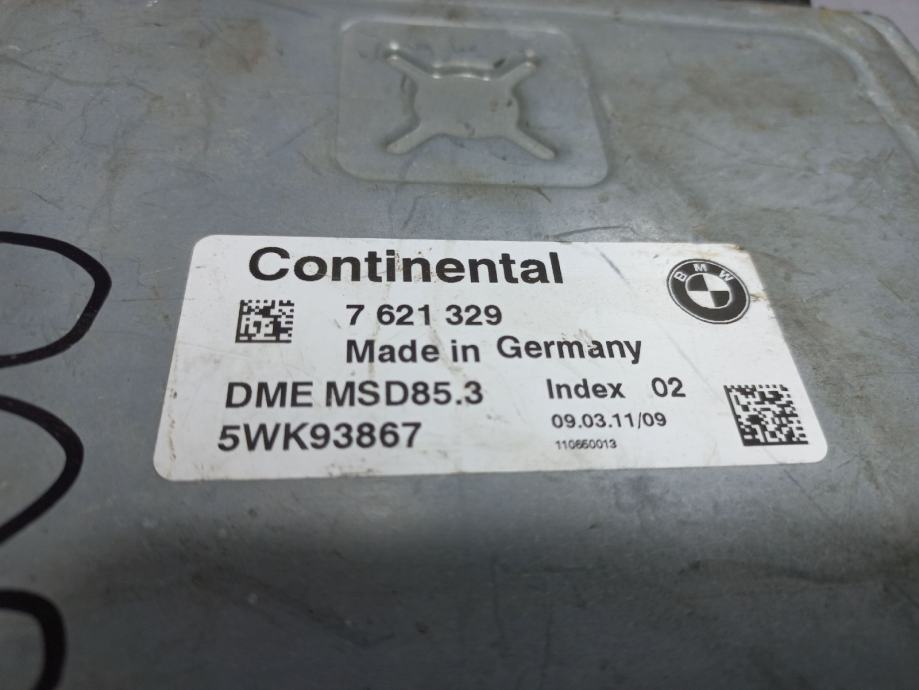 Continental
BMW
7 621 329
Made in Germany
DME MSD85.3 Index 02
5WK93867 09.03.11/09
110660013